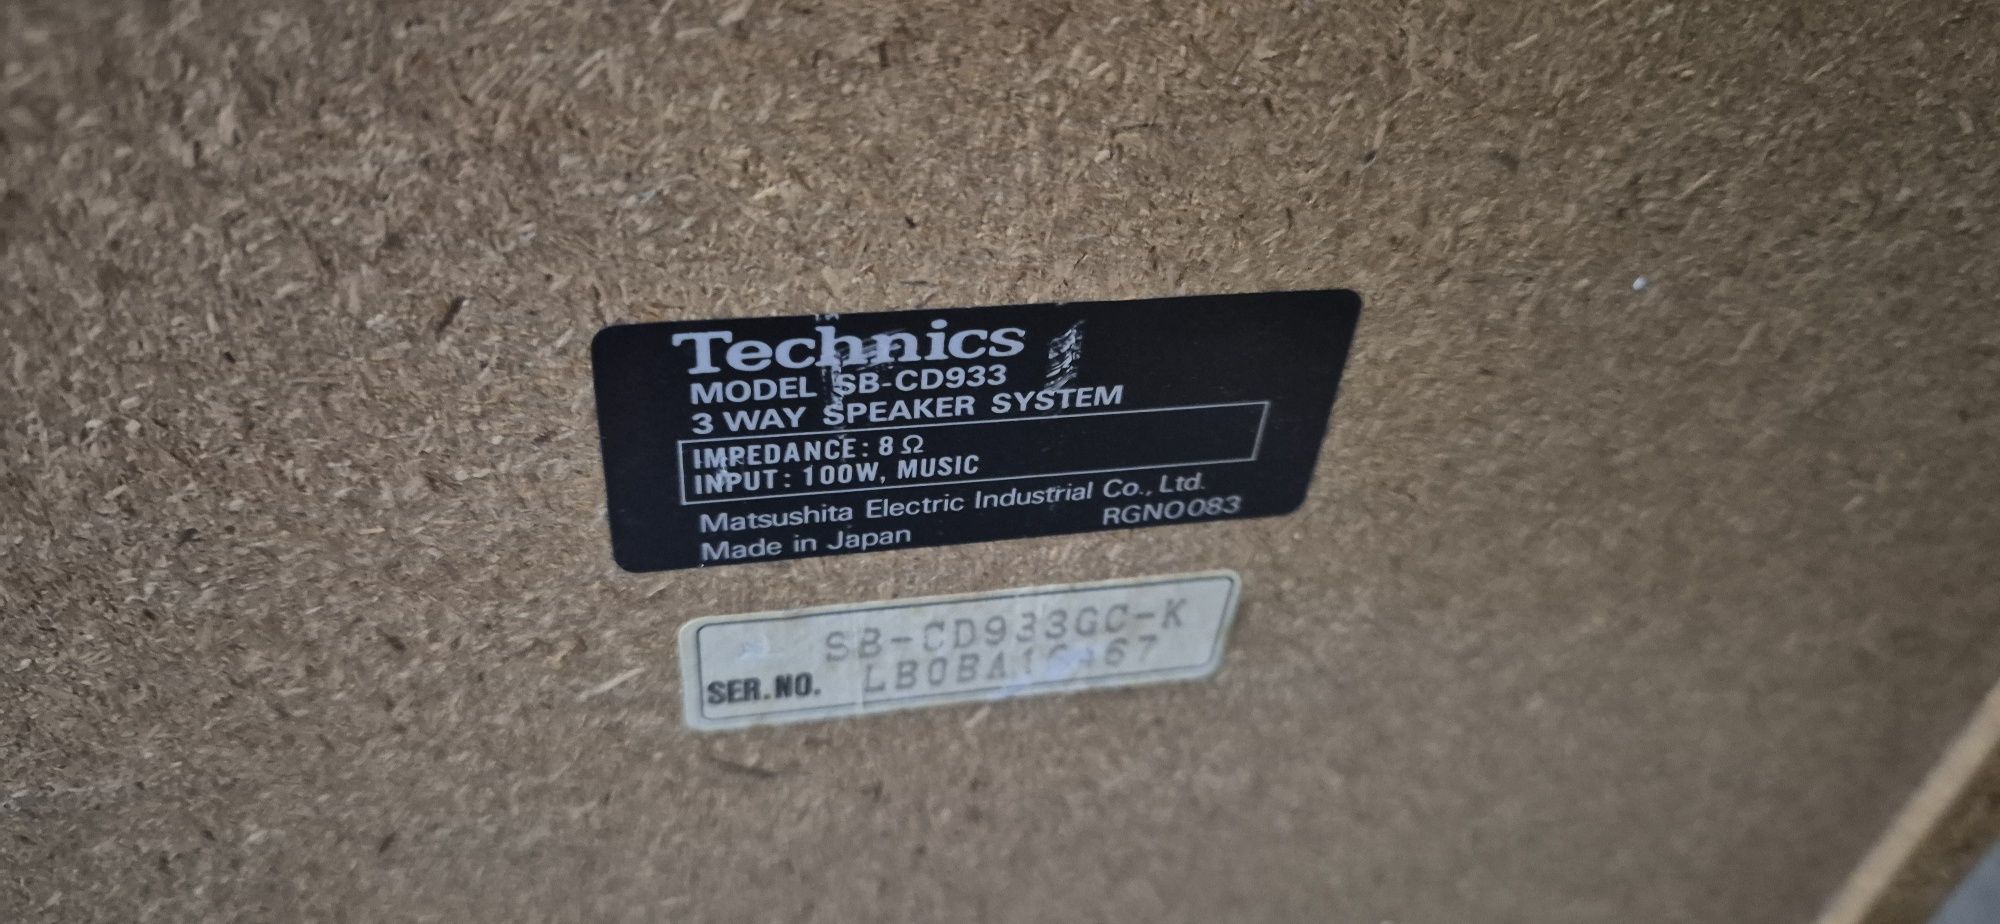 Technics
MODEL SB-CD933
3 WAY SPEAKER SYSTEM
IMPEDANCE: 8 Ω
INPUT: 100W, MUSIC
Matsushita Electric Industrial Co., Ltd.
Made in Japan RGN0083
SB-CD933GC-K
SER.NO.